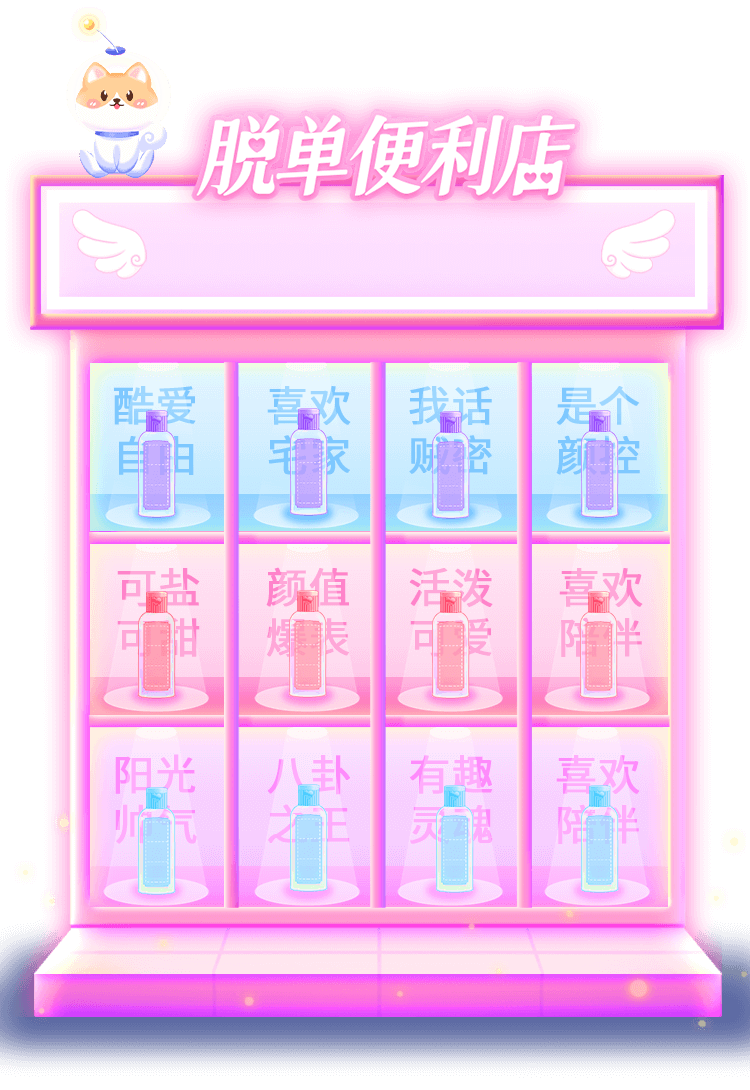 脱单便利店
酷爱
自由
喜欢
宅家
我话
贼密
是个
颜控
可盐
可甜
颜值
爆表
活泼
可爱
喜欢
陪伴
阳光
帅气
八卦
之王
有趣
灵魂
喜欢
陪伴